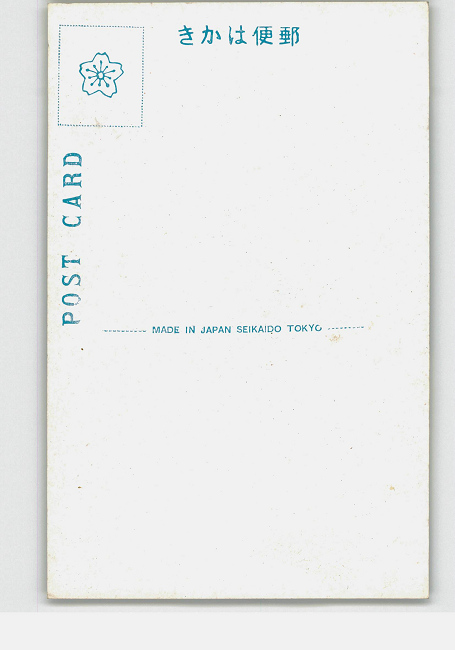 郵便はかき
POST CARD
MADE IN JAPAN SEIKAIDO TOKYO